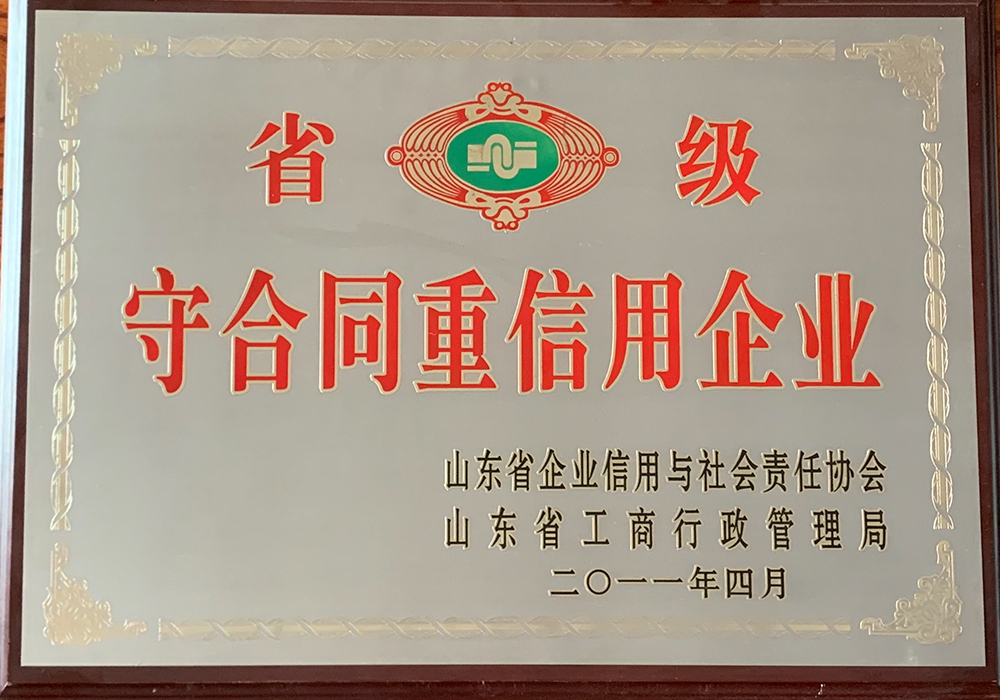 省级
守合同重信用企业
山东省企业信用与社会责任协会
山东省工商行政管理局
二〇一一年四月